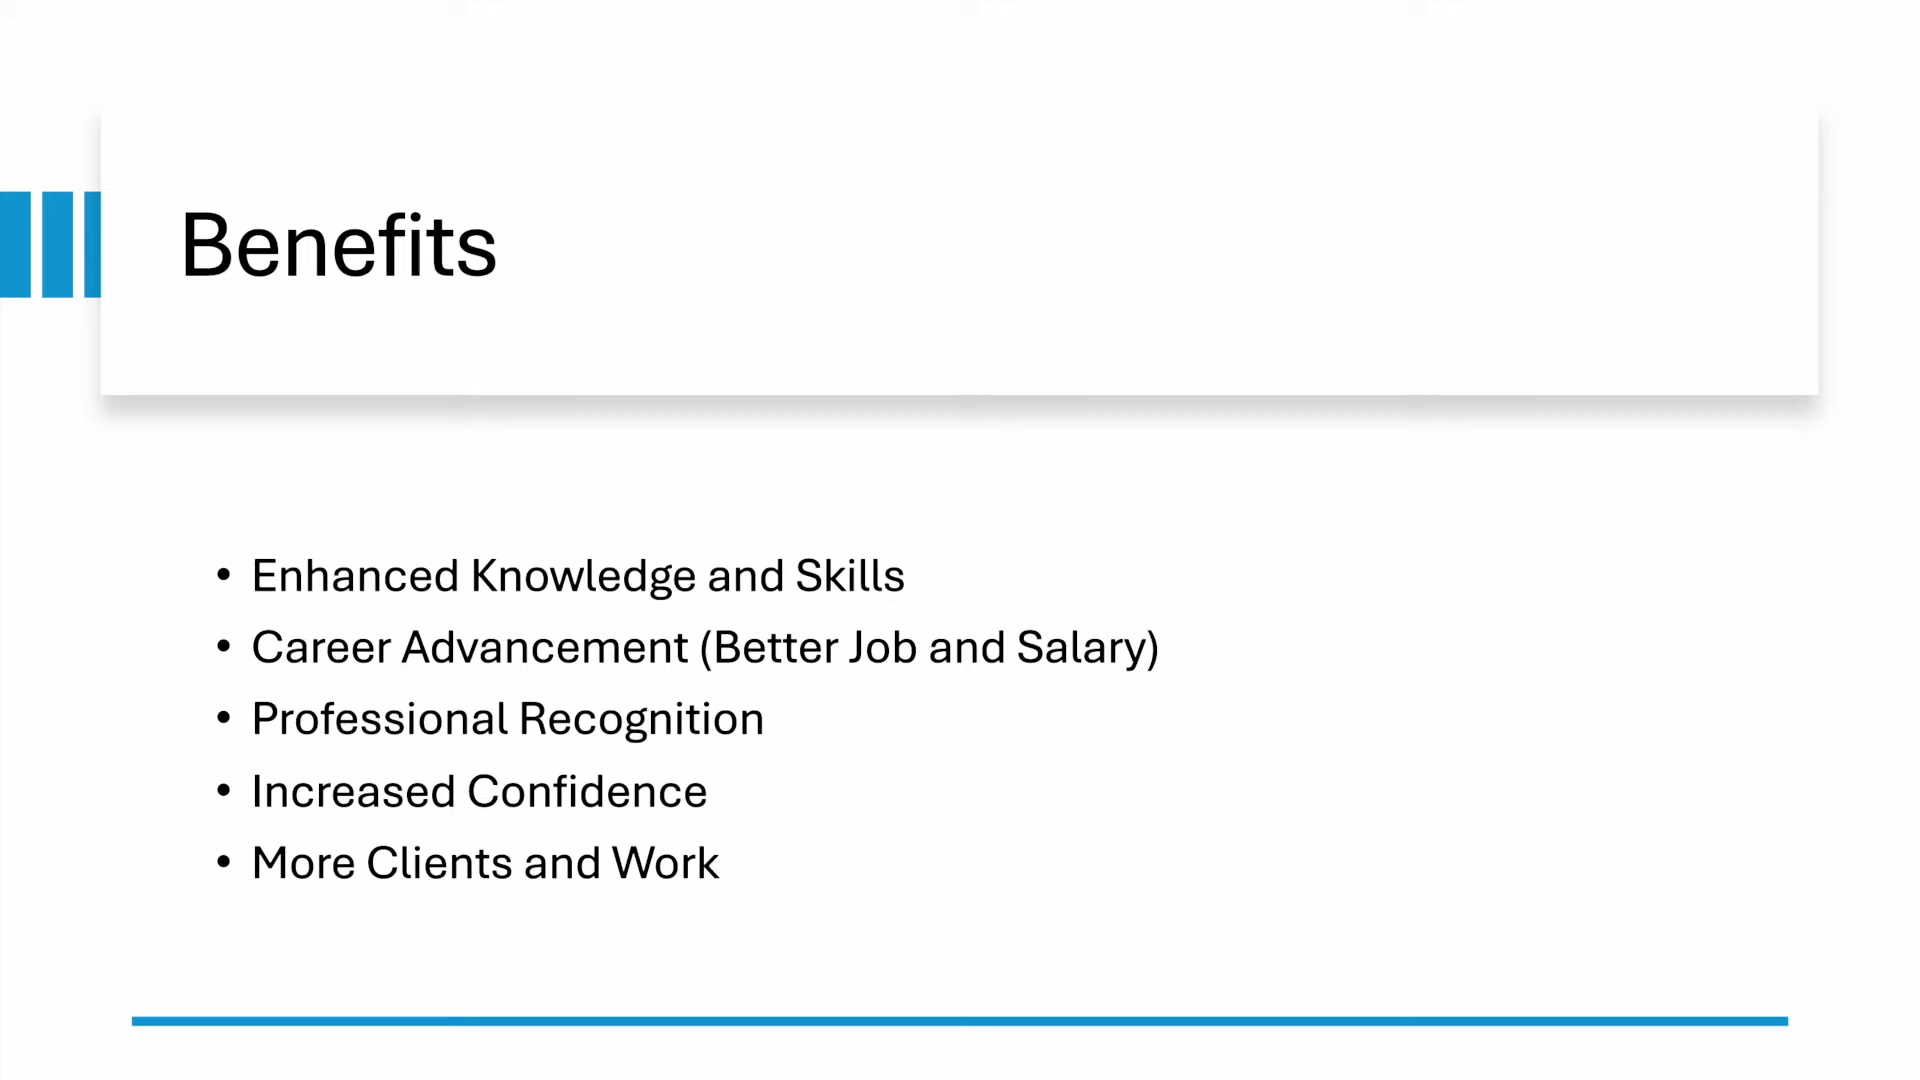 Benefits
• Enhanced Knowledge and Skills
• Career Advancement (Better Job and Salary)
• Professional Recognition
• Increased Confidence
• More Clients and Work